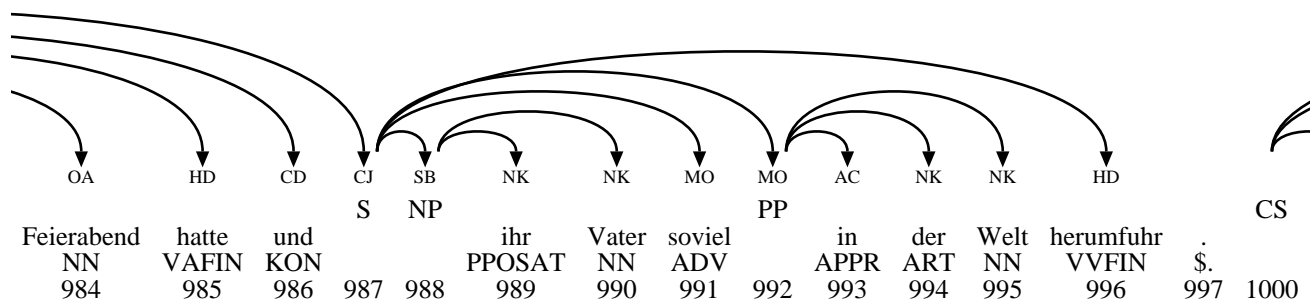 OA HD CD CJ SB NK NK MO MO AC NK NK HD
S NP PP CS
Feierabend hatte und ihr Vater soviel in der Welt herumfuhr .
NN VAFIN KON PPOSAT NN ADV APPR ART NN VVFIN $.
984 985 986 987 988 989 990 991 992 993 994 995 996 997 1000